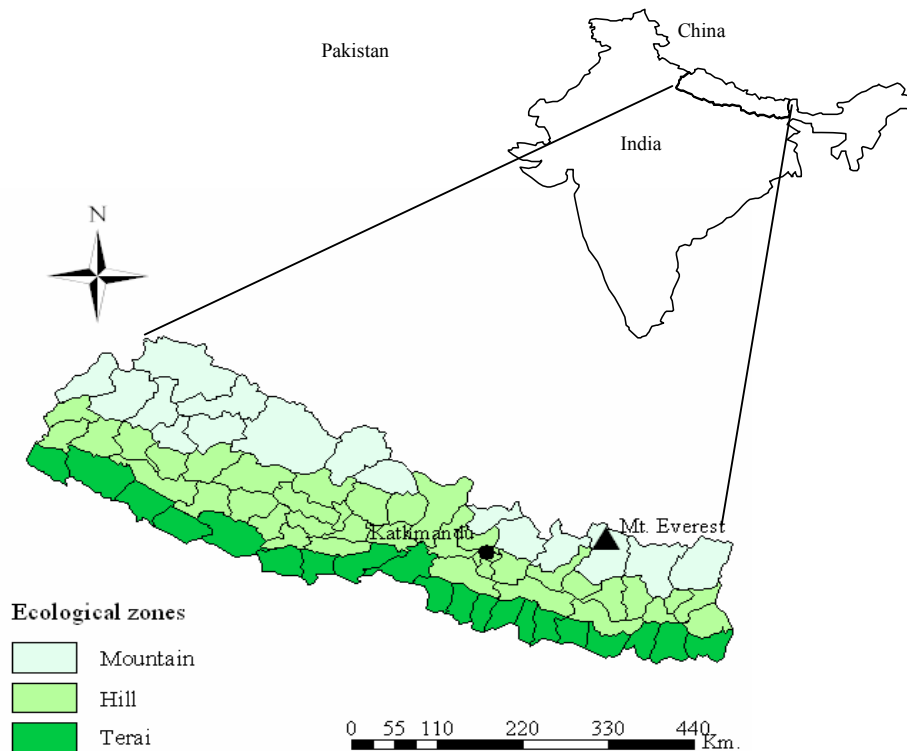 China
Pakistan
India
N
Mt. Everest
Kathmandu
Ecological zones
Mountain
Hill
Terai
0 55 110 220 330 440
Km.